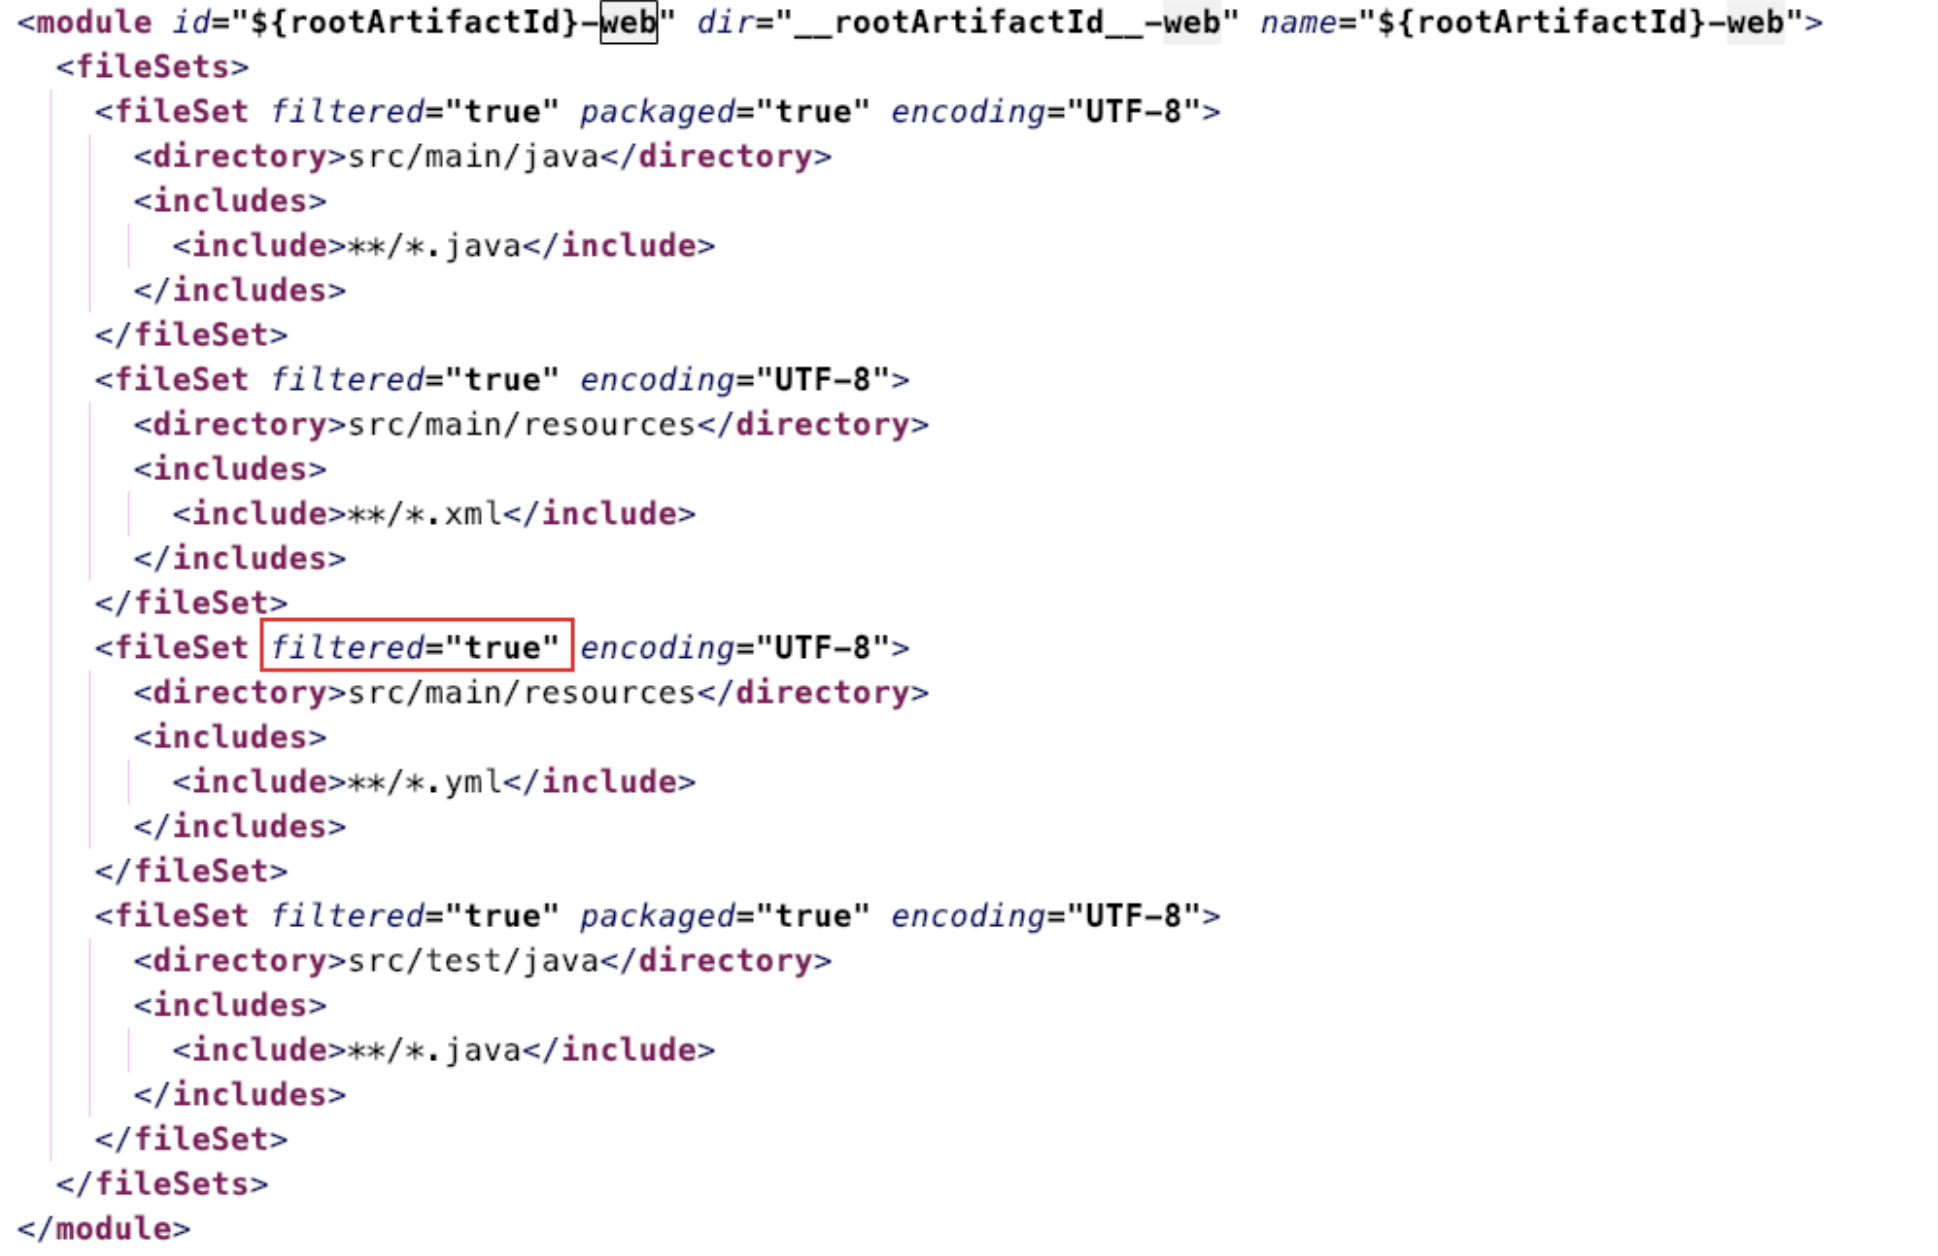 <module id="${rootArtifactId}-web" dir="__rootArtifactId__-web" name="${rootArtifactId}-web">
<fileSets>
<fileSet filtered="true" packaged="true" encoding="UTF-8">
<directory>src/main/java</directory>
<includes>
<include>**/*.java</include>
</includes>
</fileSet>
<fileSet filtered="true" encoding="UTF-8">
<directory>src/main/resources</directory>
<includes>
<include>**/*.xml</include>
</includes>
</fileSet>
<fileSet filtered="true" encoding="UTF-8">
<directory>src/main/resources</directory>
<includes>
<include>**/*.yml</include>
</includes>
</fileSet>
<fileSet filtered="true" packaged="true" encoding="UTF-8">
<directory>src/test/java</directory>
<includes>
<include>**/*.java</include>
</includes>
</fileSet>
</fileSets>
</module>